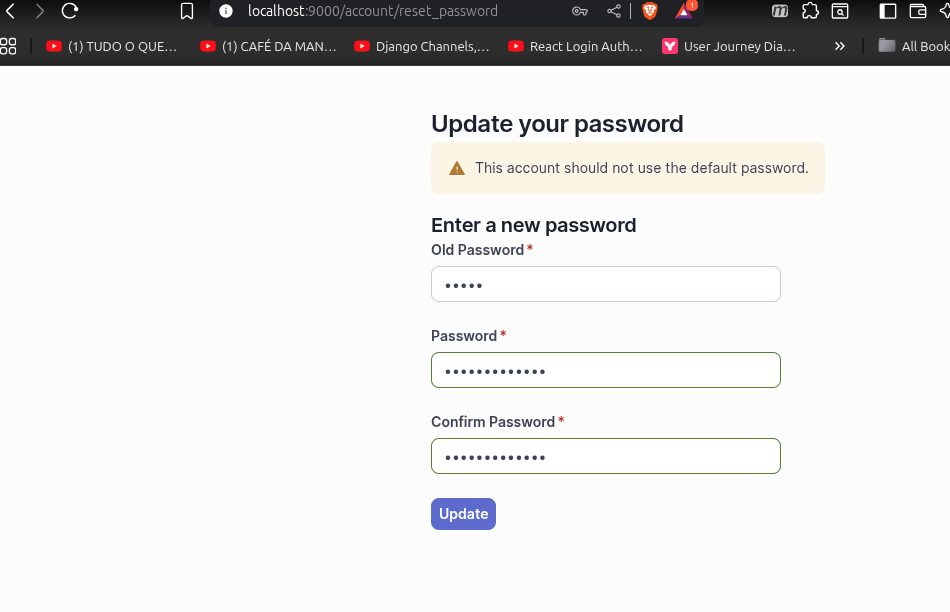 localhost:9000/account/reset_password
(1) TUDO O QUE...
(1) CAFÉ DA MAN...
Django Channels,...
React Login Auth...
User Journey Dia...
»
All Book
Update your password
This account should not use the default password.
Enter a new password
Old Password*
•••••
Password*
•••••••••••••
Confirm Password*
•••••••••••••
Update